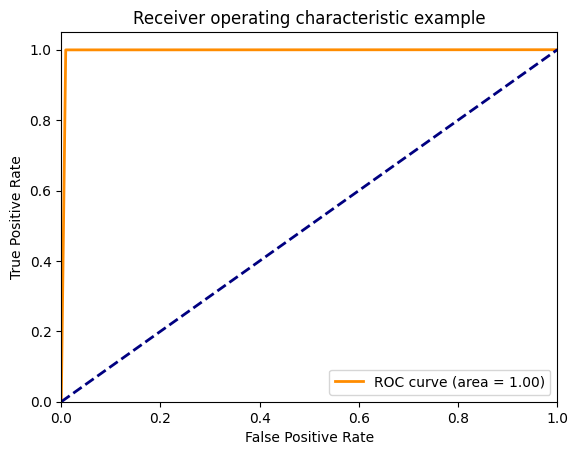 Receiver operating characteristic example
True Positive Rate
1.0
0.8
0.6
0.4
0.2
0.0
ROC curve (area = 1.00)
0.0 0.2 0.4 0.6 0.8 1.0
False Positive Rate